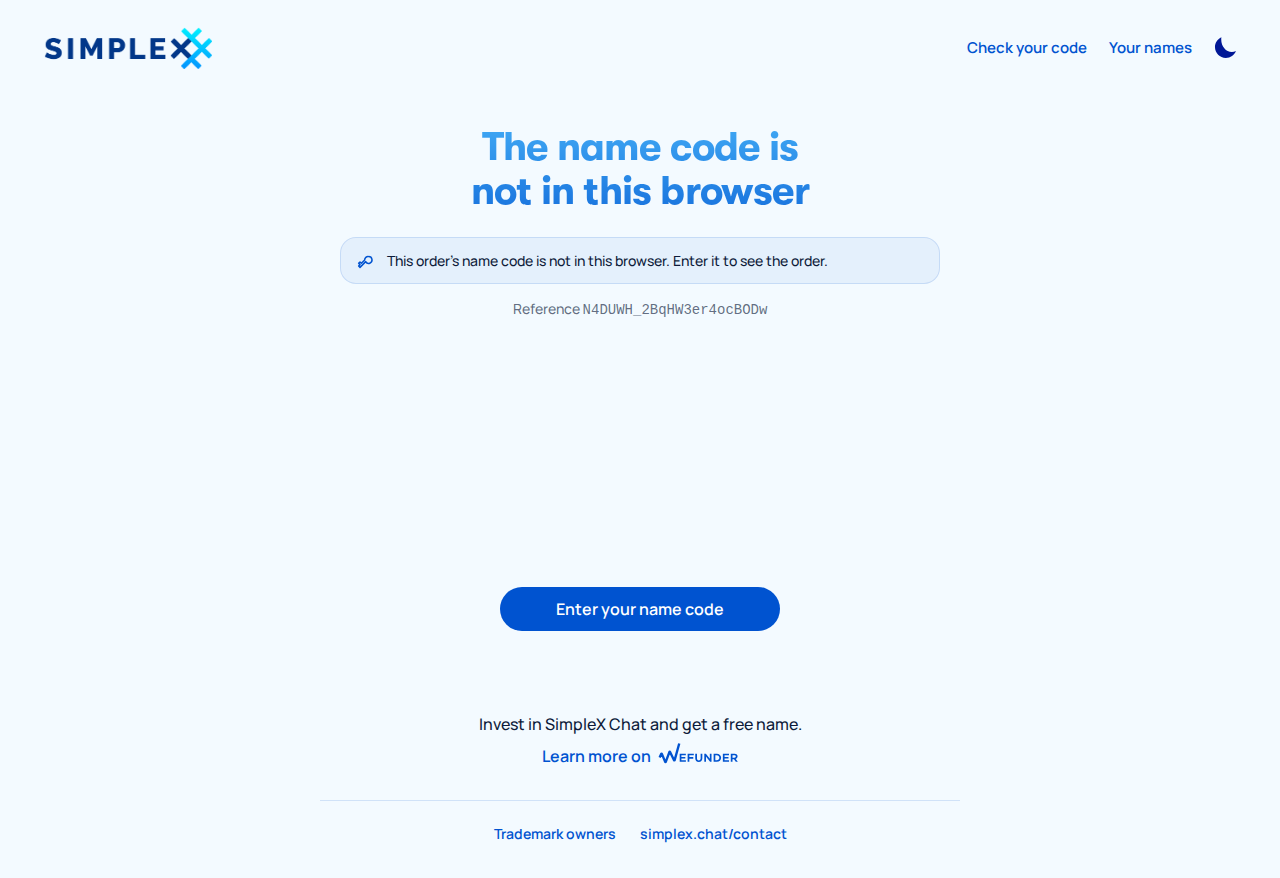 SIMPLEX
Check your code
Your names
The name code is
not in this browser
This order's name code is not in this browser. Enter it to see the order.
Reference N4DUWH_2BqHW3er4ocBODw
Enter your name code
Invest in SimpleX Chat and get a free name.
Learn more on WEFUNDER
Trademark owners
simplex.chat/contact